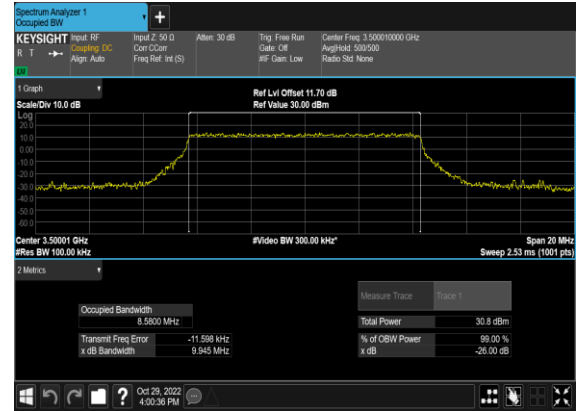 Spectrum Analyzer 1
Occupied BW
+
KEYSIGHT
R T
LV
Input: RF
Coupling: DC
Align: Auto
Input Z: 50 Ω
Corr CCorr
Freq Ref: Int (S)
Atten: 30 dB
Trig: Free Run
Gate: Off
#IF Gain: Low
Center Freq: 3.500010000 GHz
Avg|Hold: 500/500
Radio Std: None
1 Graph
Scale/Div 10.0 dB
Ref Lvl Offset 11.70 dB
Ref Value 30.00 dBm
Log
20.0
10.0
0.00
-10.0
-20.0
-30.0
-40.0
-50.0
-60.0
Center 3.50001 GHz
#Res BW 100.00 kHz
#Video BW 300.00 kHz*
Span 20 MHz
Sweep 2.53 ms (1001 pts)
2 Metrics
Measure Trace Trace 1
Occupied Bandwidth
8.5800 MHz
Total Power 30.8 dBm
Transmit Freq Error -11.598 kHz
% of OBW Power 99.00 %
x dB Bandwidth 9.945 MHz
x dB -26.00 dB
?
Oct 29, 2022
4:00:36 PM